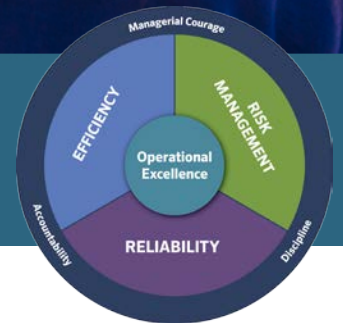 Managerial Courage
EFFICIENCY
RISK
MANAGEMENT
Operational
Excellence
RELIABILITY
Accountability
Discipline